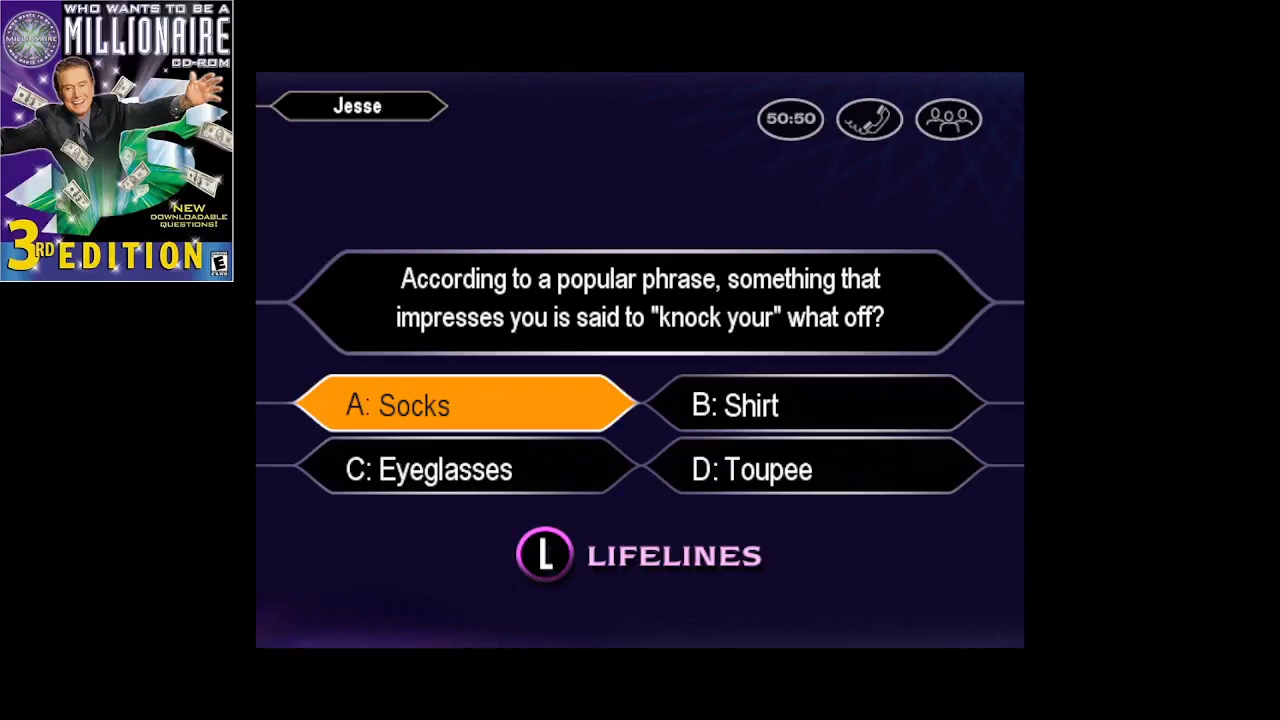 WHO WANTS TO BE A
MILLIONAIRE
CD-ROM
MILLIONAIRE
NEW
DOWNLOADABLE
QUESTIONS!
3RD EDITION
E
Jesse
50:50
According to a popular phrase, something that
impresses you is said to "knock your" what off?
A: Socks
B: Shirt
C: Eyeglasses
D: Toupee
L LIFELINES